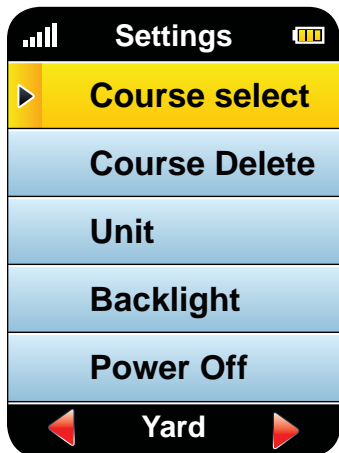 Settings
Course select
Course Delete
Unit
Backlight
Power Off
Yard